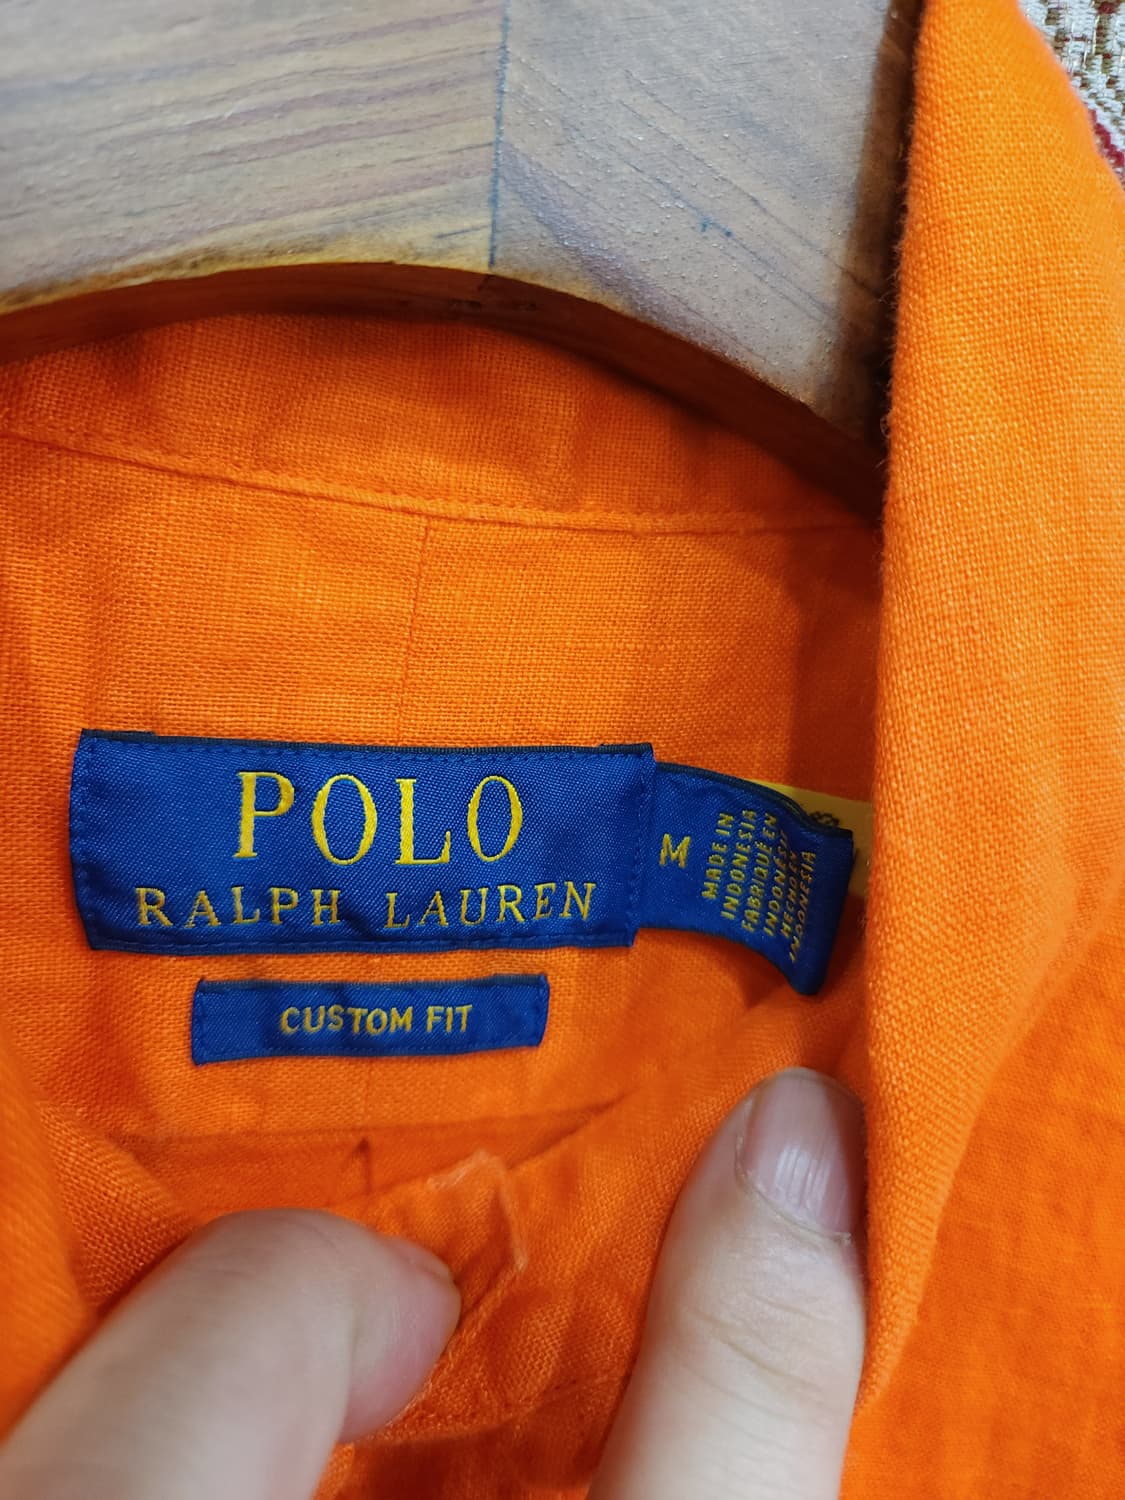 POLO
RALPH LAUREN
CUSTOM FIT
M
MADE IN
INDONESIA
FABRIQUÉ EN
INDONÉSIE
HECHO EN
INDONESIA